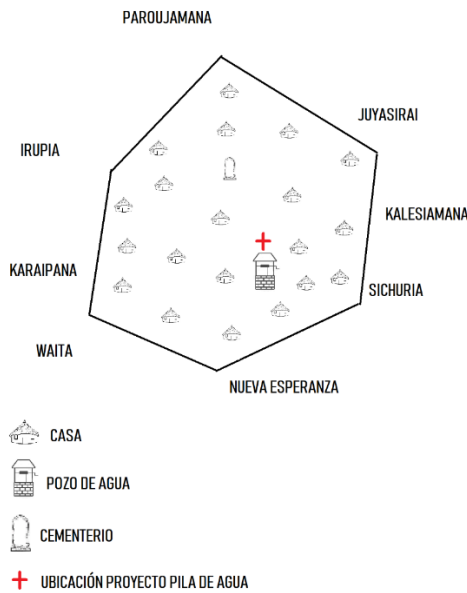 PAROUJAMANA
JUYASIRAI
IRUPIA
KALESIAMANA
KARAIPANA
SICHURIA
WAITA
NUEVA ESPERANZA
CASA
POZO DE AGUA
CEMENTERIO
UBICACIÓN PROYECTO PILA DE AGUA